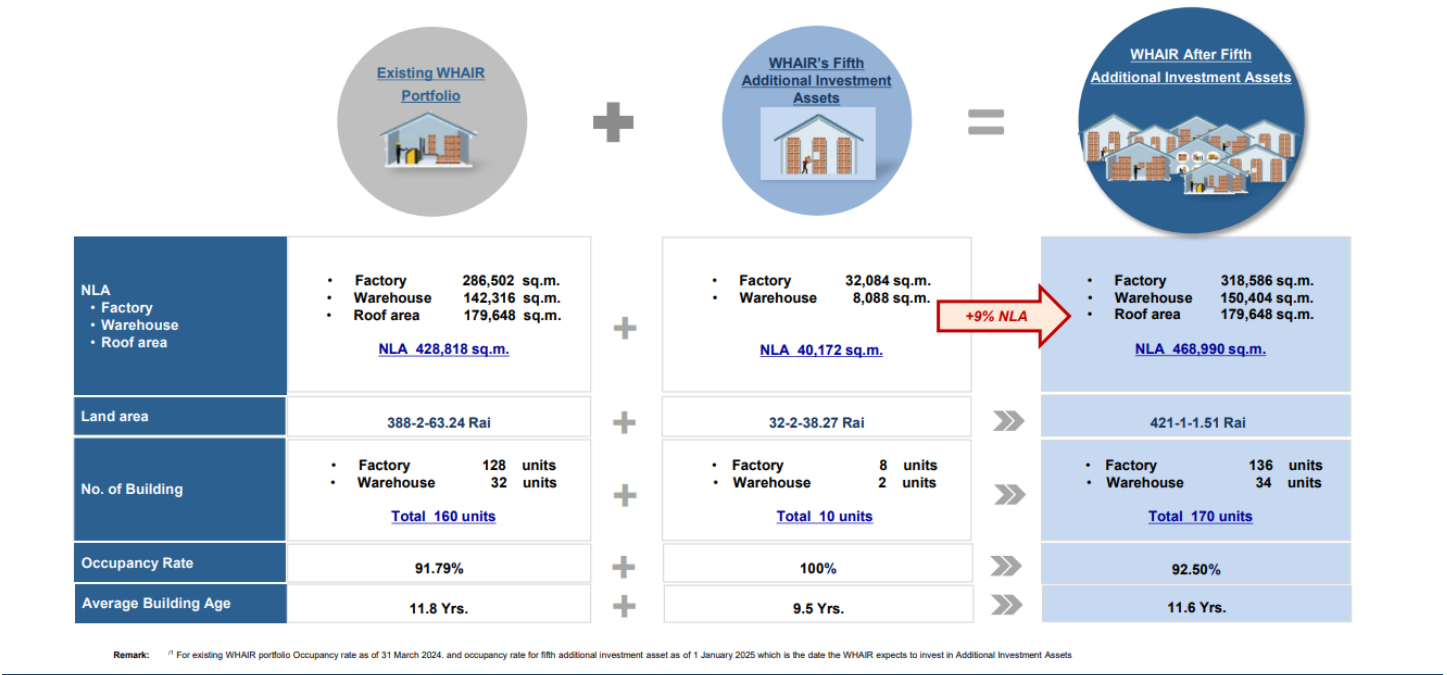 Existing WHAIR
Portfolio
WHAIR's Fifth
Additional Investment
Assets
WHAIR After Fifth
Additional Investment Assets
NLA
• Factory
• Warehouse
• Roof area
• Factory 286,502 sq.m.
• Warehouse 142,316 sq.m.
• Roof area 179,648 sq.m.
NLA 428,818 sq.m.
+
• Factory 32,084 sq.m.
• Warehouse 8,088 sq.m.
NLA 40,172 sq.m.
+9% NLA
• Factory 318,586 sq.m.
• Warehouse 150,404 sq.m.
• Roof area 179,648 sq.m.
NLA 468,990 sq.m.
Land area
388-2-63.24 Rai
+
32-2-38.27 Rai
421-1-1.51 Rai
No. of Building
• Factory 128 units
• Warehouse 32 units
Total 160 units
+
• Factory 8 units
• Warehouse 2 units
Total 10 units
• Factory 136 units
• Warehouse 34 units
Total 170 units
Occupancy Rate
91.79%
+
100%
92.50%
Average Building Age
11.8 Yrs.
+
9.5 Yrs.
11.6 Yrs.
Remark: /1 For existing WHAIR portfolio Occupancy rate as of 31 March 2024. and occupancy rate for fifth additional investment asset as of 1 January 2025 which is the date the WHAIR expects to invest in Additional Investment Assets